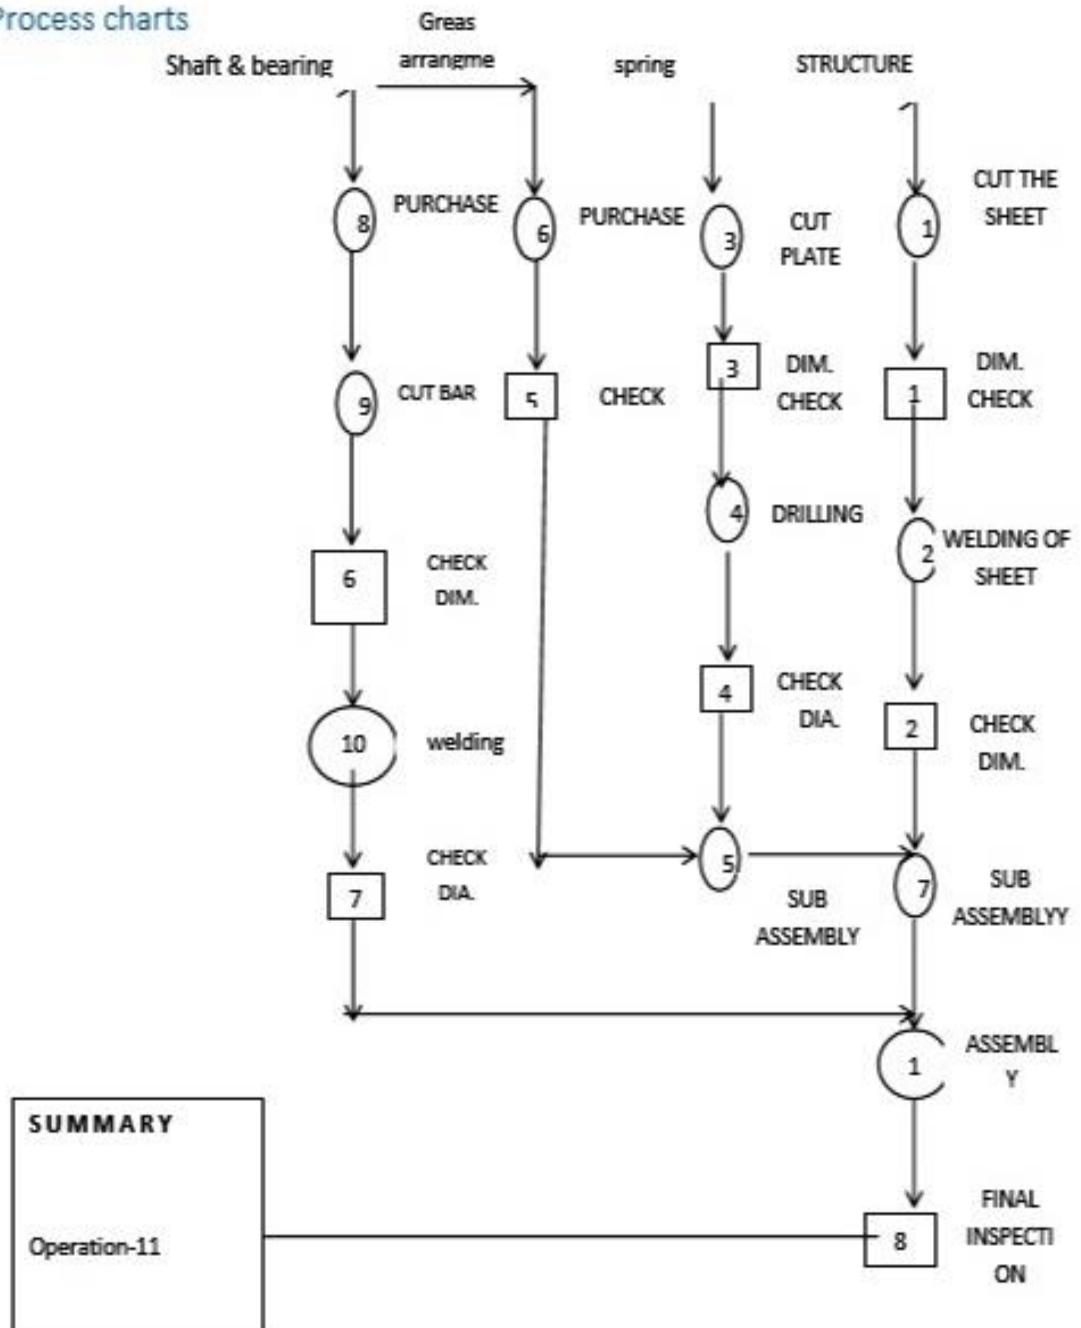 Process charts
Greas
arrangme
Shaft & bearing
spring
STRUCTURE
8
PURCHASE
6
PURCHASE
3
CUT
PLATE
1
CUT THE
SHEET
9
CUT BAR
5
CHECK
3
DIM.
CHECK
1
DIM.
CHECK
4
DRILLING
2
WELDING OF
SHEET
6
CHECK
DIM.
4
CHECK
DIA.
2
CHECK
DIM.
10
welding
7
CHECK
DIA.
5
SUB
ASSEMBLY
7
SUB
ASSEMBLYY
1
ASSEMBL
Y
SUMMARY
Operation-11
8
FINAL
INSPECTI
ON